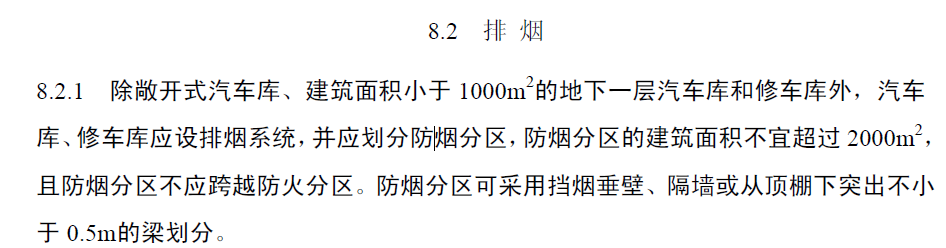 8.2 排 烟
8.2.1 除敞开式汽车库、建筑面积小于 1000m²的地下一层汽车库和修车库外，汽车
库、修车库应设排烟系统，并应划分防烟分区，防烟分区的建筑面积不宜超过 2000m²，
且防烟分区不应跨越防火分区。防烟分区可采用挡烟垂壁、隔墙或从顶棚下突出不小
于 0.5m的梁划分。